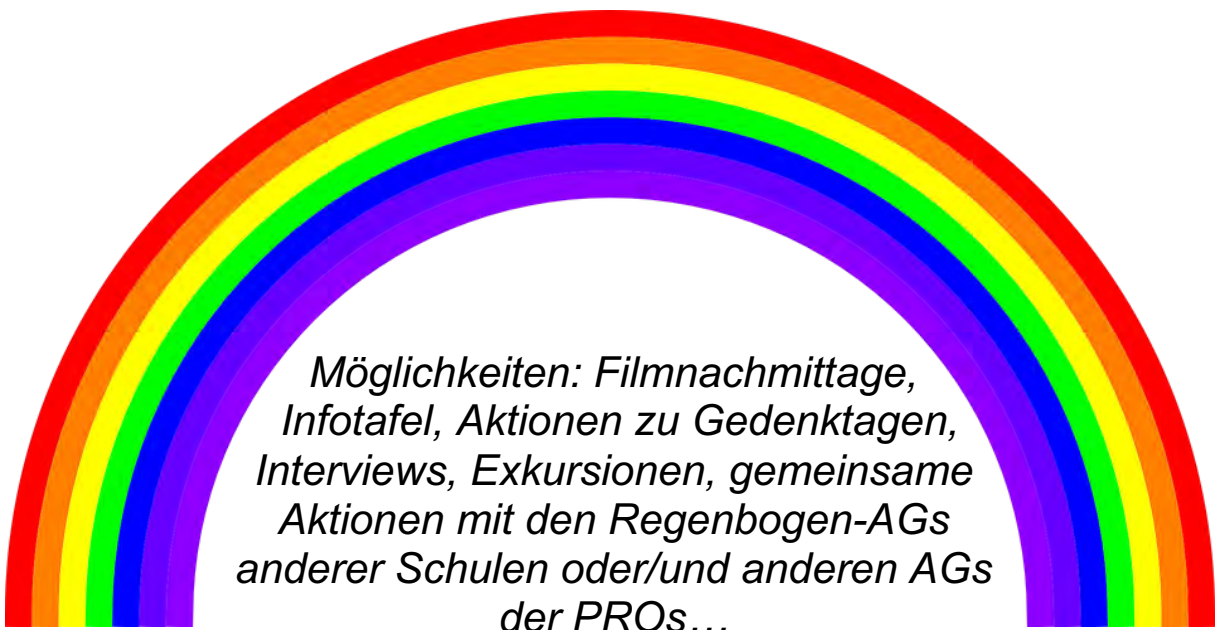 Möglichkeiten: Filmnachmittage,
Infotafel, Aktionen zu Gedenktagen,
Interviews, Exkursionen, gemeinsame
Aktionen mit den Regenbogen-AGs
anderer Schulen oder/und anderen AGs
der PROs…